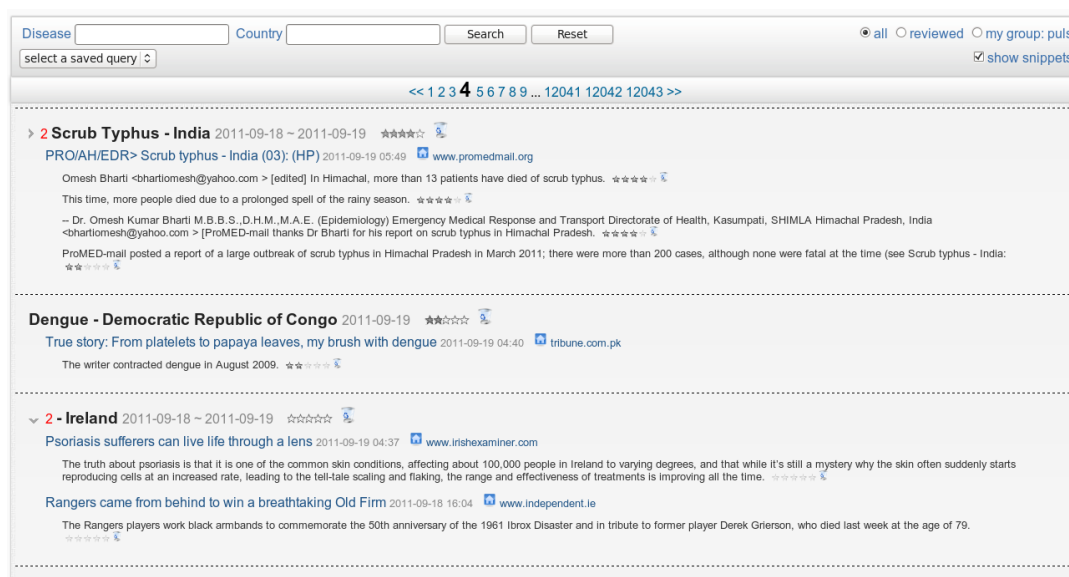 Disease Country Search Reset all reviewed my group: puls
select a saved query show snippets
<< 1 2 3 4 5 6 7 8 9 ... 12041 12042 12043 >>
2 Scrub Typhus - India 2011-09-18 ~ 2011-09-19
PRO/AH/EDR> Scrub typhus - India (03): (HP) 2011-09-19 05:49 www.promedmail.org
Omesh Bharti <bhartiomesh@yahoo.com > [edited] In Himachal, more than 13 patients have died of scrub typhus.
This time, more people died due to a prolonged spell of the rainy season.
-- Dr. Omesh Kumar Bharti M.B.B.S.,D.H.M.,M.A.E. (Epidemiology) Emergency Medical Response and Transport Directorate of Health, Kasumpati, SHIMLA Himachal Pradesh, India
<bhartiomesh@yahoo.com > [ProMED-mail thanks Dr Bharti for his report on scrub typhus in Himachal Pradesh.
ProMED-mail posted a report of a large outbreak of scrub typhus in Himachal Pradesh in March 2011; there were more than 200 cases, although none were fatal at the time (see Scrub typhus - India:
Dengue - Democratic Republic of Congo 2011-09-19
True story: From platelets to papaya leaves, my brush with dengue 2011-09-19 04:40 tribune.com.pk
The writer contracted dengue in August 2009.
2 - Ireland 2011-09-18 ~ 2011-09-19
Psoriasis sufferers can live life through a lens 2011-09-19 04:37 www.irishexaminer.com
The truth about psoriasis is that it is one of the common skin conditions, affecting about 100,000 people in Ireland to varying degrees, and that while it's still a mystery why the skin often suddenly starts
reproducing cells at an increased rate, leading to the tell-tale scaling and flaking, the range and effectiveness of treatments is improving all the time.
Rangers came from behind to win a breathtaking Old Firm 2011-09-18 16:04 www.independent.ie
The Rangers players work black armbands to commemorate the 50th anniversary of the 1961 Ibrox Disaster and in tribute to former player Derek Grierson, who died last week at the age of 79.